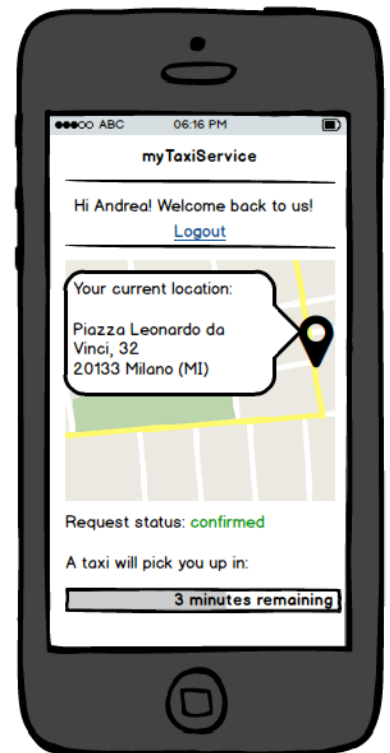 ABC 06:16 PM
myTaxiService
Hi Andrea! Welcome back to us!
Logout
Your current location:
Piazza Leonardo da
Vinci, 32
20133 Milano (MI)
Request status: confirmed
A taxi will pick you up in:
3 minutes remaining